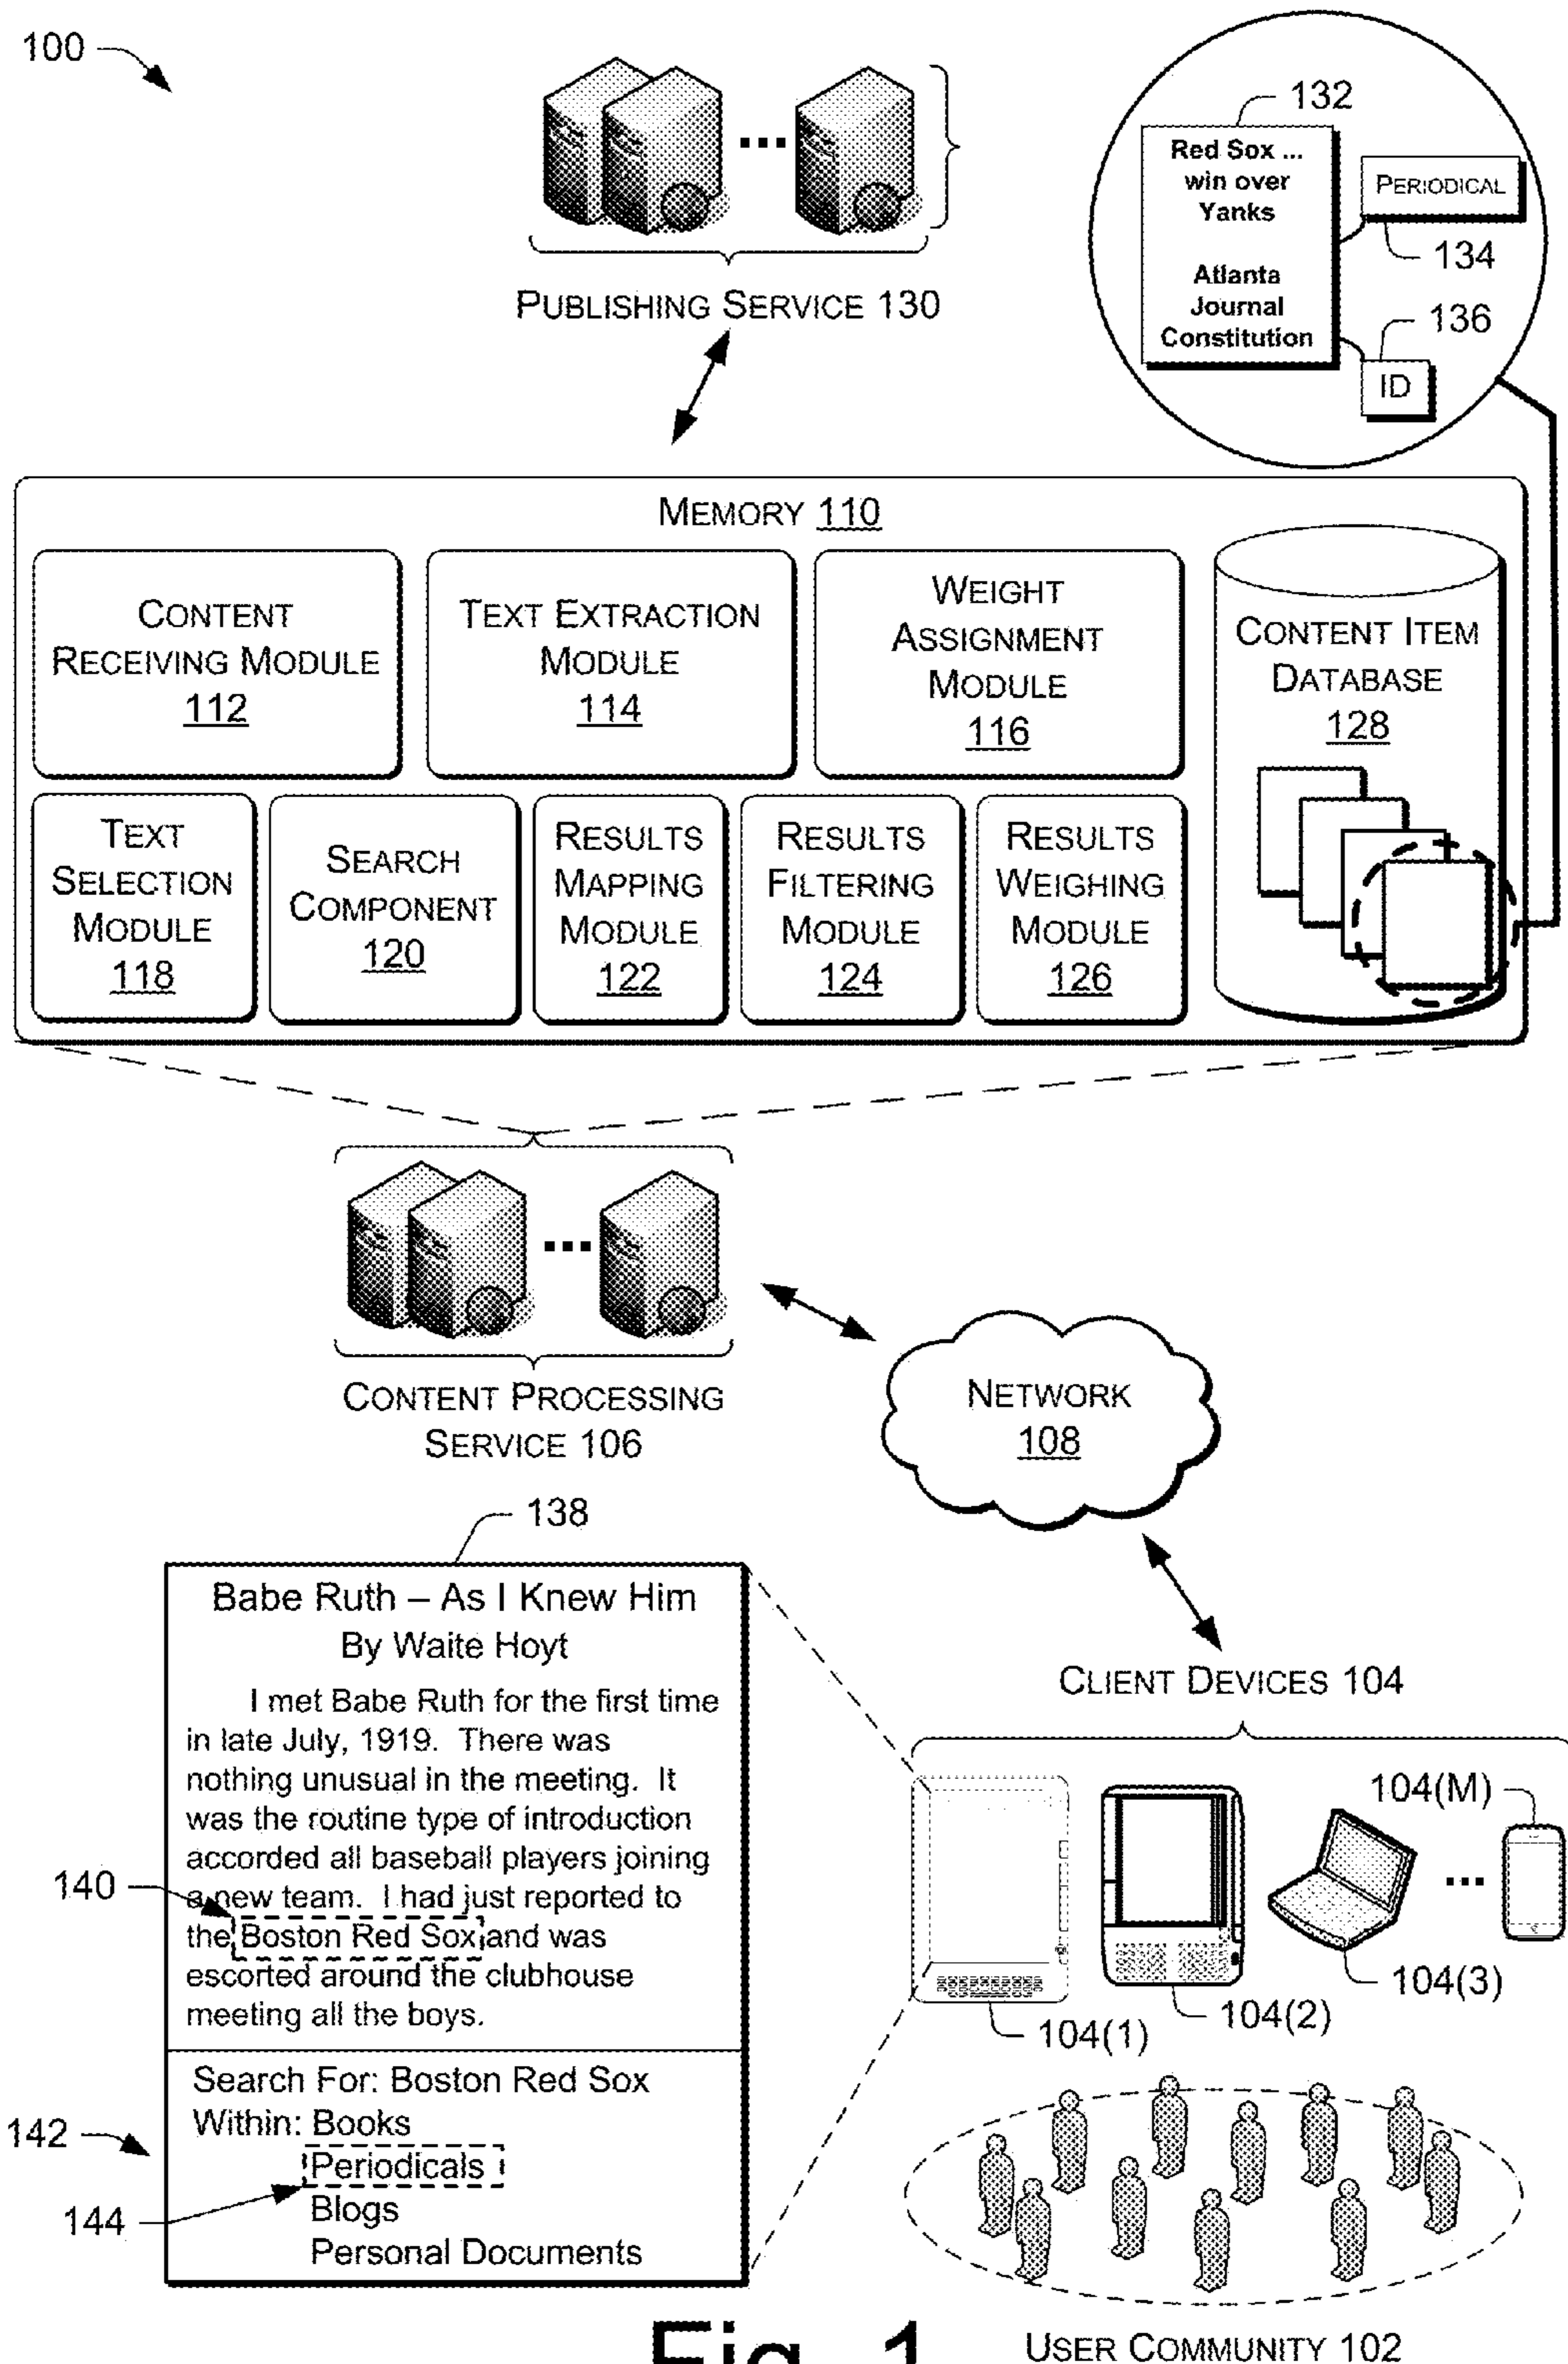 100
132
Red Sox ...
win over
Yanks
Atlanta
Journal
Constitution
PERIODICAL
134
136
ID
PUBLISHING SERVICE 130
MEMORY 110
CONTENT
RECEIVING MODULE
112
TEXT EXTRACTION
MODULE
114
WEIGHT
ASSIGNMENT
MODULE
116
CONTENT ITEM
DATABASE
128
TEXT
SELECTION
MODULE
118
SEARCH
COMPONENT
120
RESULTS
MAPPING
MODULE
122
RESULTS
FILTERING
MODULE
124
RESULTS
WEIGHING
MODULE
126
CONTENT PROCESSING
SERVICE 106
NETWORK
108
138
Babe Ruth – As I Knew Him
By Waite Hoyt
I met Babe Ruth for the first time
in late July, 1919. There was
nothing unusual in the meeting. It
was the routine type of introduction
accorded all baseball players joining
a new team. I had just reported to
the Boston Red Sox and was
escorted around the clubhouse
meeting all the boys.
140
Search For: Boston Red Sox
Within: Books
Periodicals
Blogs
Personal Documents
142
144
CLIENT DEVICES 104
104(M)
104(3)
104(2)
104(1)
USER COMMUNITY 102
Fig. 1